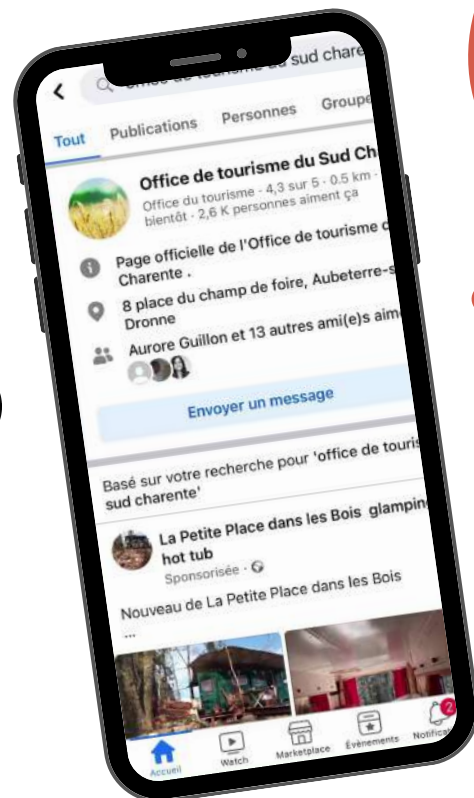 sud chare
Tout Publications Personnes Groupe
Office de tourisme du Sud Ch
Office du tourisme · 4,3 sur 5 · 0.5 km ·
bientôt · 2,6 K personnes aiment ça
Page officielle de l'Office de tourisme d
Charente .
8 place du champ de foire, Aubeterre-s
Dronne
Aurore Guillon et 13 autres ami(e)s aim
Envoyer un message
Basé sur votre recherche pour 'office de touris
sud charente'
La Petite Place dans les Bois glamping
hot tub
Sponsorisée ·
Nouveau de La Petite Place dans les Bois
...
2
Accueil Watch Marketplace Évènements Notificat